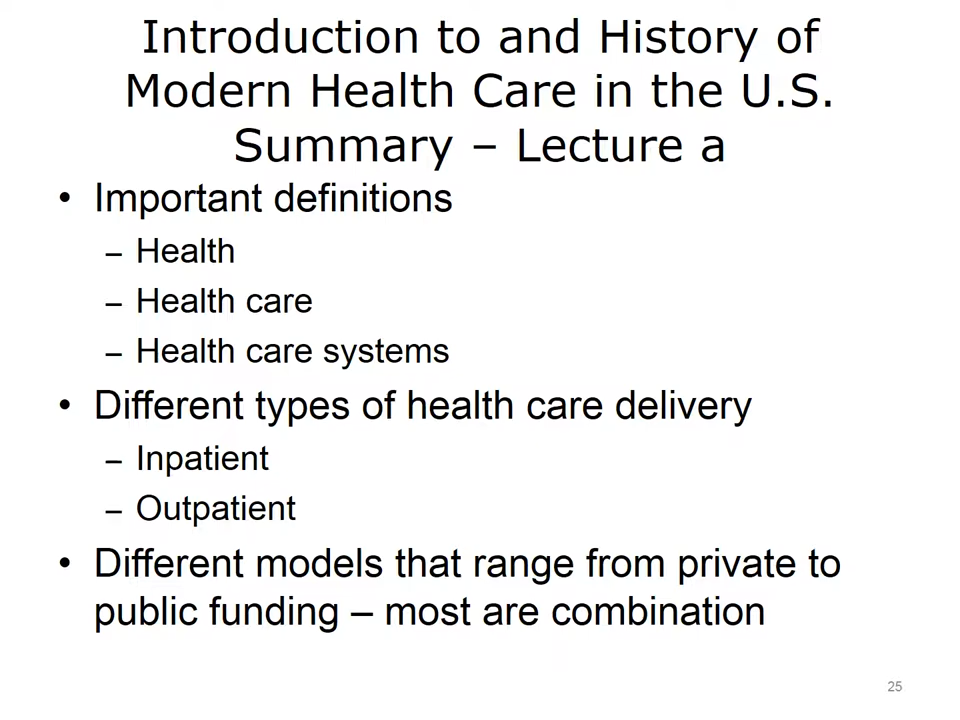 Introduction to and History of
Modern Health Care in the U.S.
Summary – Lecture a
• Important definitions
– Health
– Health care
– Health care systems
• Different types of health care delivery
– Inpatient
– Outpatient
• Different models that range from private to
public funding – most are combination
25